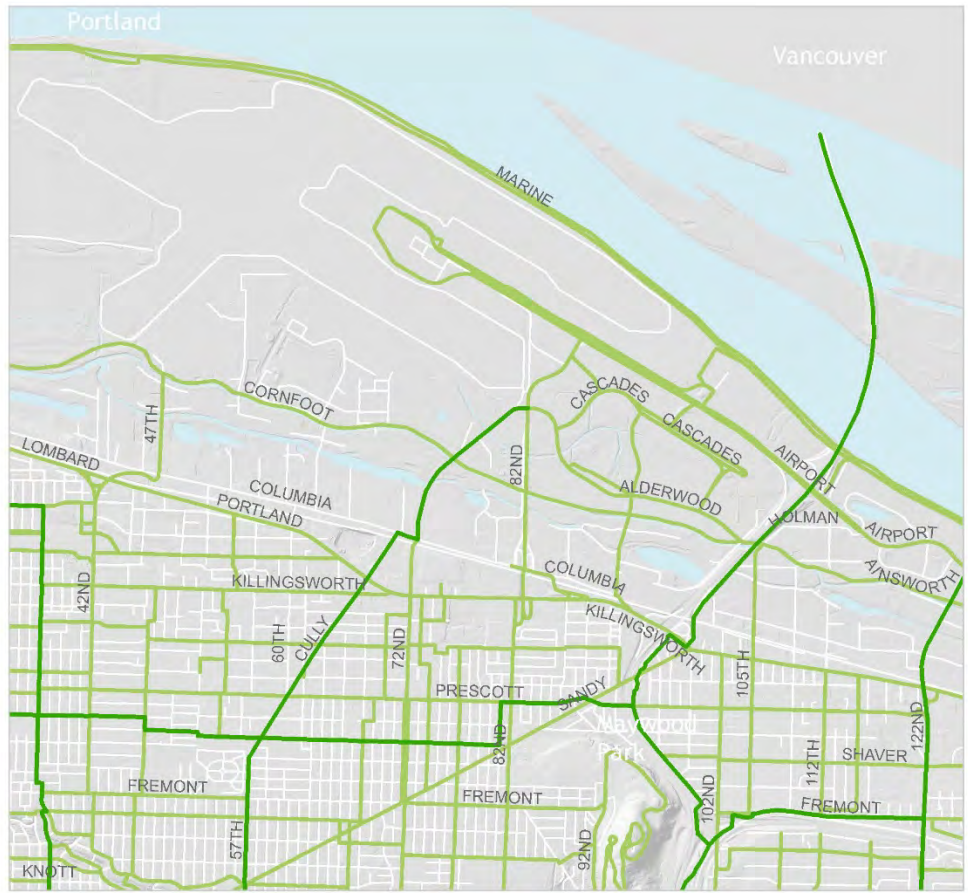 Portland
Vancouver
MARINE
CASCADES
CORNFOOT
47TH
CASCADES
LOMBARD
82ND
AIRPORT
COLUMBIA
ALDERWOOD
PORTLAND
HOLMAN
AIRPORT
COLUMBIA
AINSWORTH
KILLINGSWORTH
42ND
KILLINGSWORTH
60TH
CULLY
72ND
105TH
PRESCOTT
SANDY
122ND
Maywood
Park
82ND
SHAVER
112TH
FREMONT
FREMONT
102ND
FREMONT
57TH
92ND
KNOTT